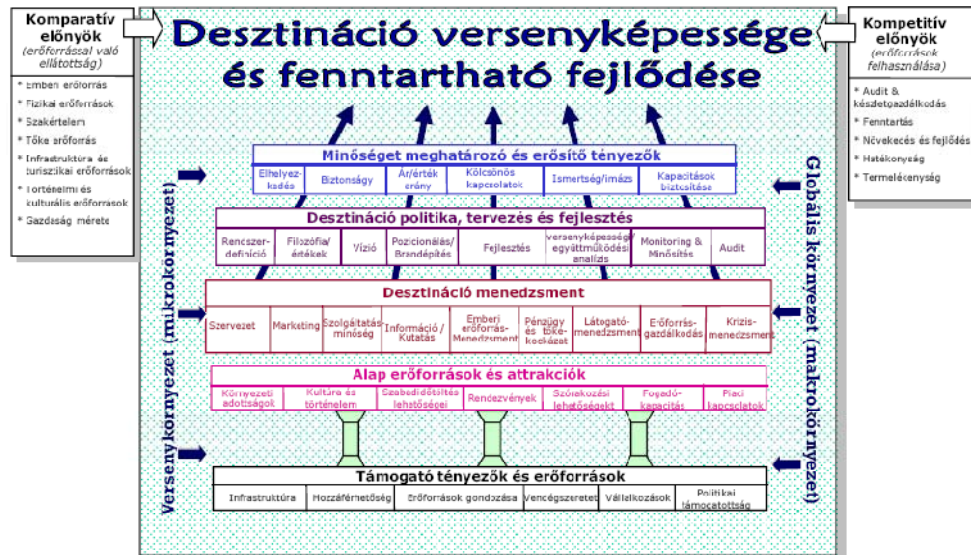 Komparatív
előnyök
(erőforrással való
ellátottság)
* Emberi erőforrás
* Fizikai erőforrások
* Szakértelem
* Tőke erőforrás
* Infrastruktúra és
turisztikai erőforrások
* Történelmi és
kulturális erőforrások
* Gazdaság mérete
Desztináció versenyképessége
és fenntartható fejlődése
Kompetitív
előnyök
(erőforrások
felhasználása)
* Audit &
készletgazdálkodás
* Fenntartás
* Növekecés és fejlődés
* Hatékonyság
* Termelékenység
Versenykörnyezet (mikrokörnyezet)
Globális környezet (makrokörnyezet)
Minőséget meghatározó és erősítő tényezők
Elhelyez-
kedés
Biztonságy
Ár/érték
arány
Kölcsönös
kapcsolatok
Ismertség/imázs
Kapacitások
biztosítása
Desztináció politika, tervezés és fejlesztés
Rendszer-
definíció
Filozófia/
értékek
Vízió
Pozicionálás/
Brandépítés
Fejlesztés
versenyképességi/
együttműködési
analízis
Monitoring &
Minősítés
Audit
Desztináció menedzsment
Szervezet
Marketing
Szolgáltatás-
minőség
Információ /
Kutatás
Emberi
erőforrás-
Menedzsment
Pénzügy
és tőke-
kockázat
Látogató-
menedzsment
Erőforrás-
gazdálkodás
Krízis-
menedzsment
Alap erőforrások és attrakciók
Környezeti
adottságok
Kultúra és
történelem
Szabadidőtöltés
lehetőségei
Rendezvények
Szórakozási
lehetőségekt
Fogadó-
kapacitás
Piaci
kapcsolatok
Támogató tényezők és erőforrások
Infrastruktúra
Hozzáférhetőség
Erőforrások gondozása
Vendégszeretet
Vállalkozások
Politikai
támogatottság